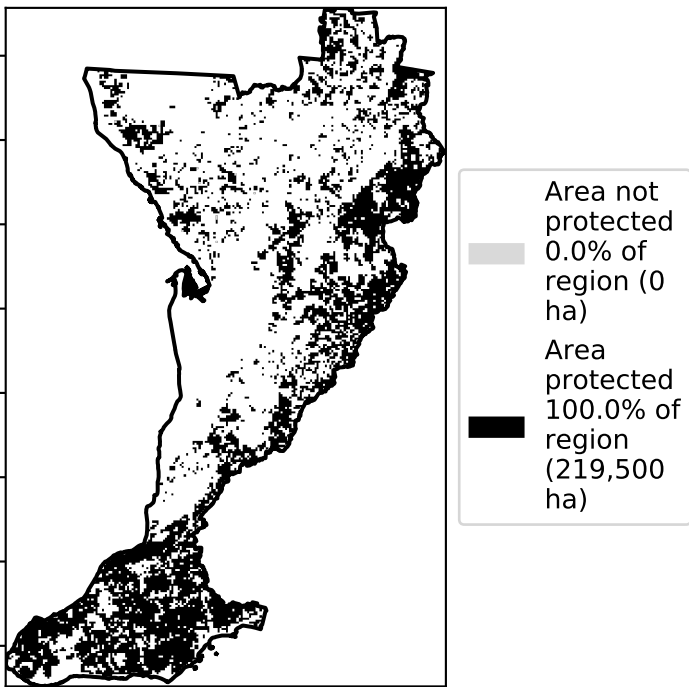 Area not
protected
0.0% of
region (0
ha)
Area
protected
100.0% of
region
(219,500
ha)